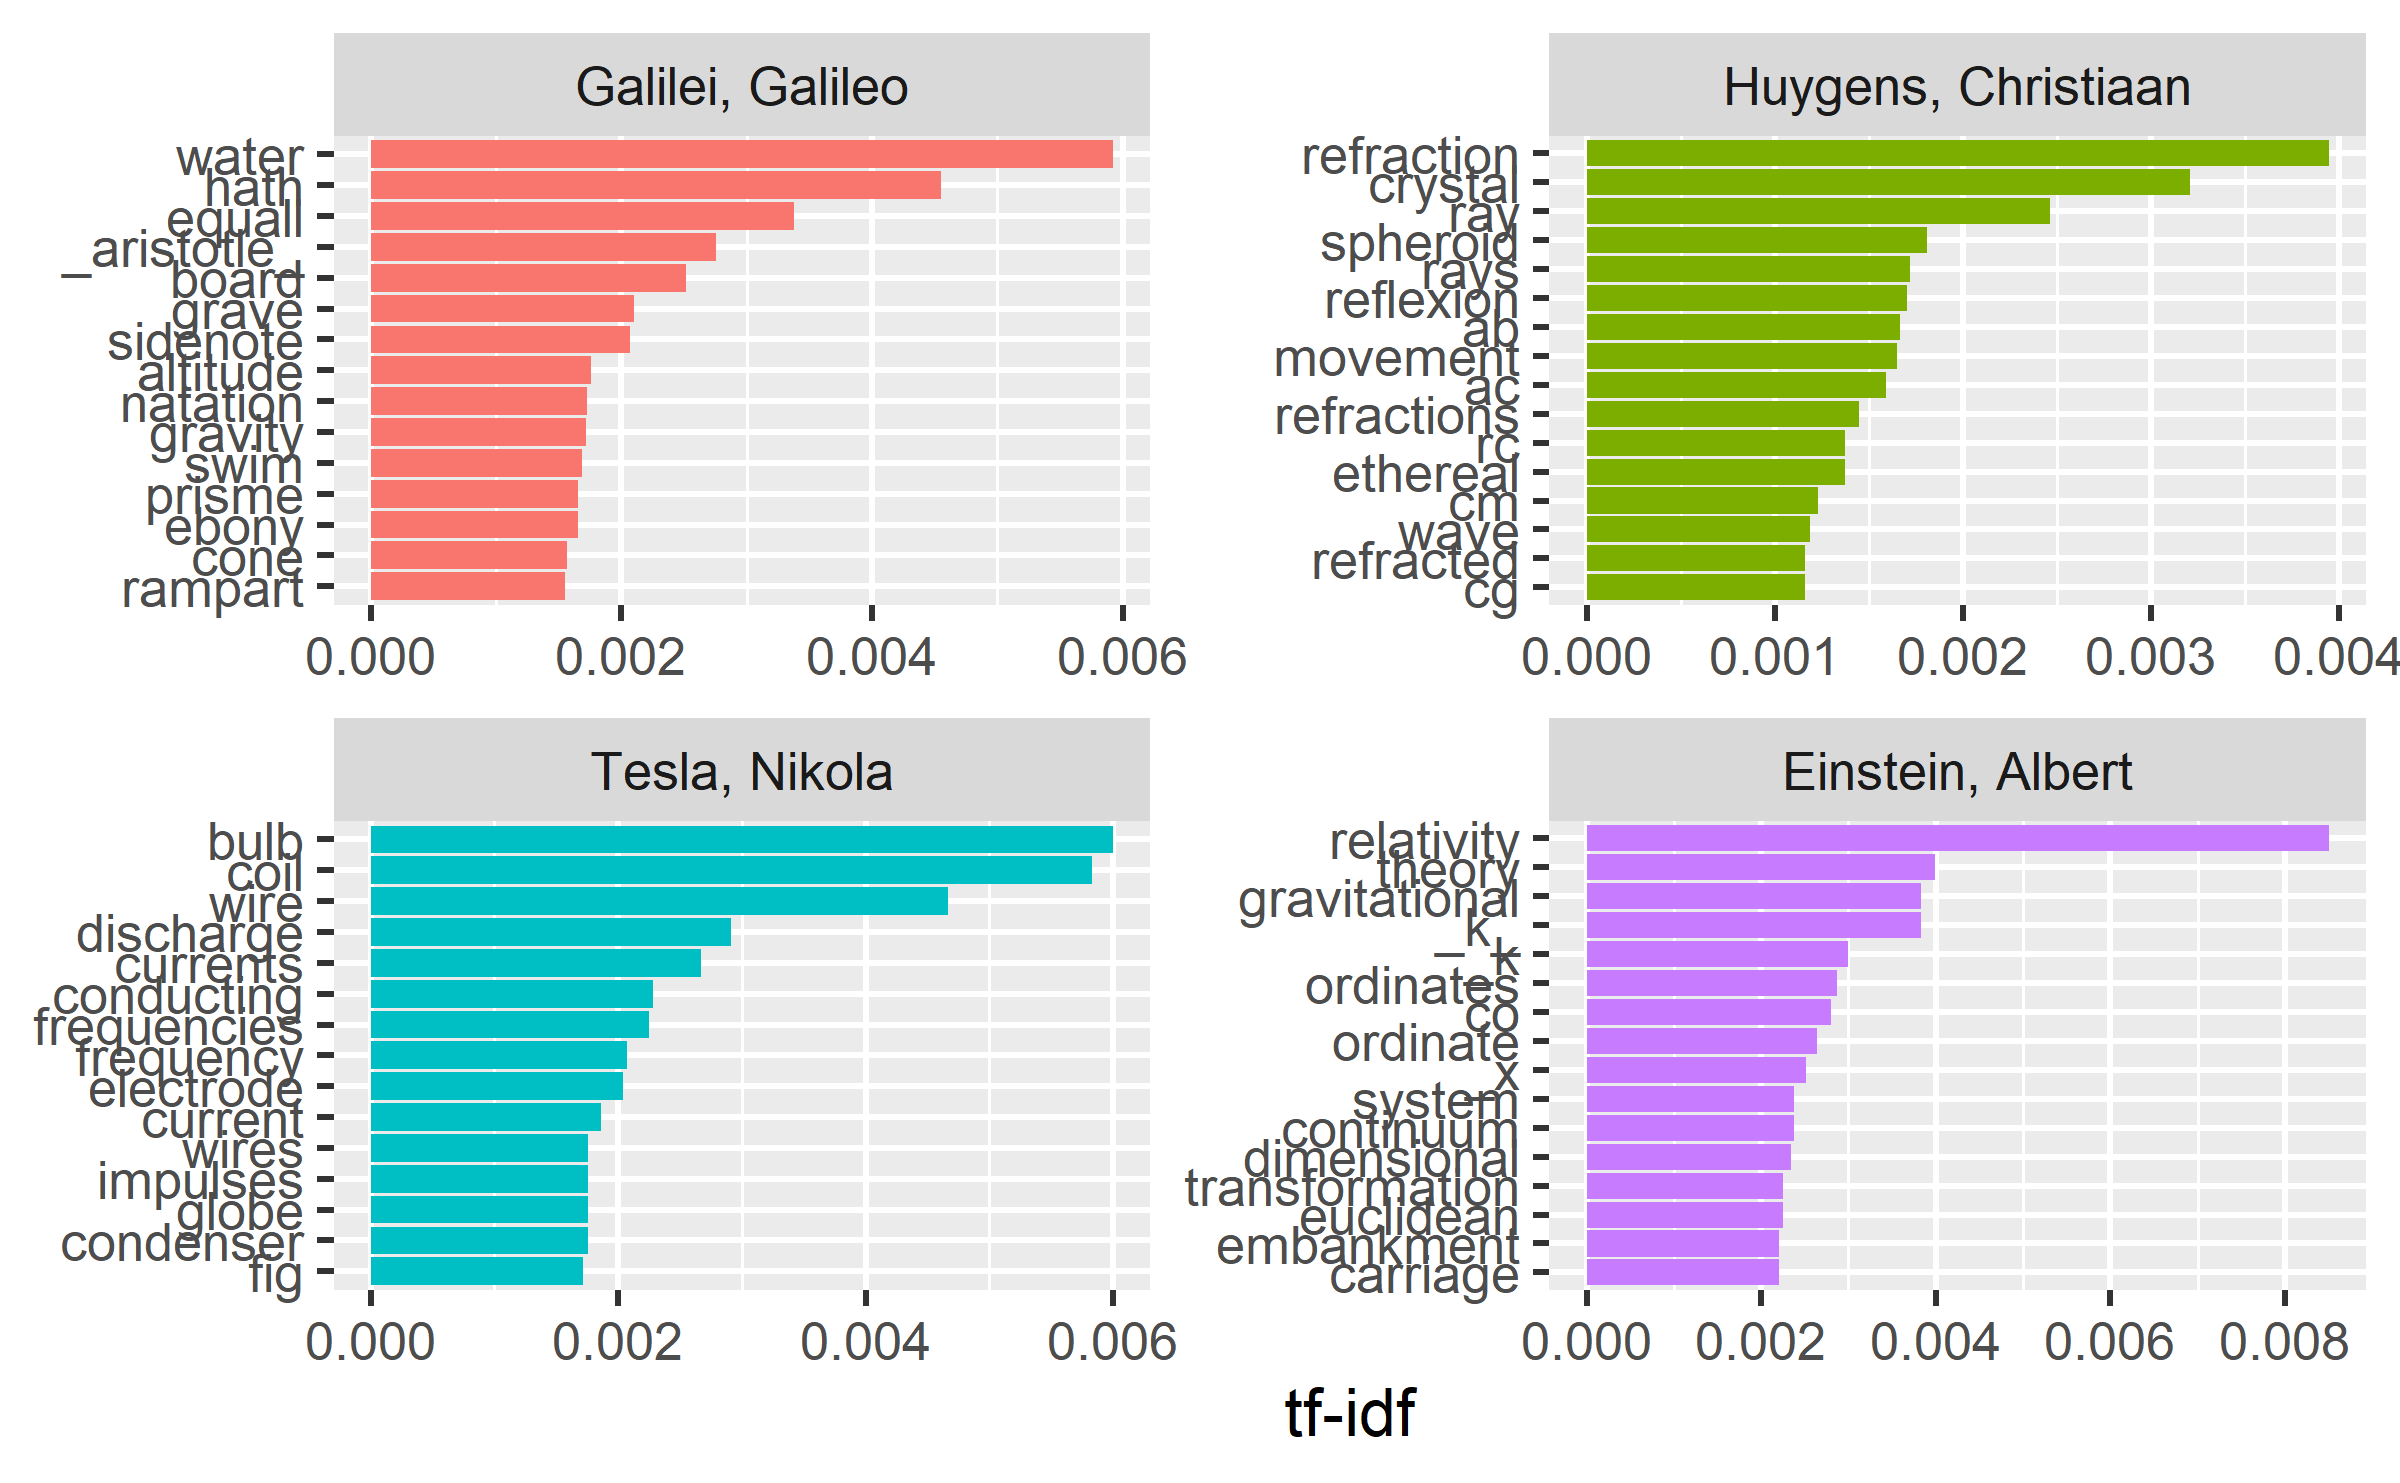 Galilei, Galileo
water
hath
equall
_aristotle_
board
grave
sidenote
altitude
natation
gravity
swim
prisme
ebony
cone
rampart
0.000 0.002 0.004 0.006
Huygens, Christiaan
refraction
crystal
ray
spheroid
rays
reflexion
ab
movement
ac
refractions
rc
ethereal
cm
wave
refracted
cg
0.000 0.001 0.002 0.003 0.004
Tesla, Nikola
bulb
coil
wire
discharge
currents
conducting
frequencies
frequency
electrode
current
wires
impulses
globe
condenser
fig
0.000 0.002 0.004 0.006
Einstein, Albert
relativity
theory
gravitational
_k_
_k
ordinates
co
ordinate
x_
system
continuum
dimensional
transformation
euclidean
embankment
carriage
0.000 0.002 0.004 0.006 0.008
tf-idf